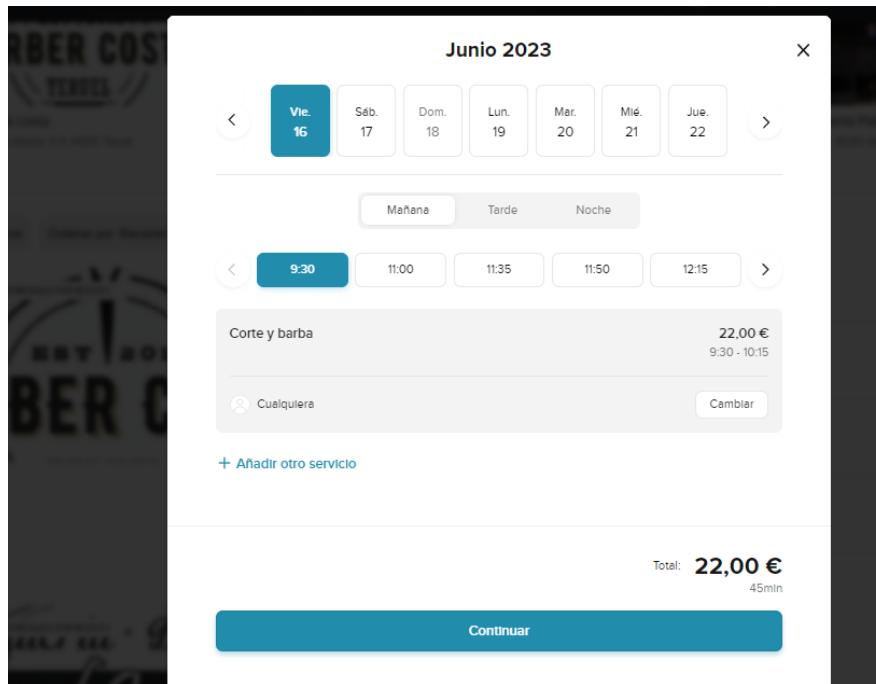 Junio 2023
Vie. Sáb. Dom. Lun. Mar. Mié. Jue.
16 17 18 19 20 21 22
Mañana Tarde Noche
9:30 11:00 11:35 11:50 12:15
Corte y barba 22,00 €
9:30 - 10:15
Cualquiera Cambiar
+ Añadir otro servicio
Total: 22,00 €
45min
Continuar